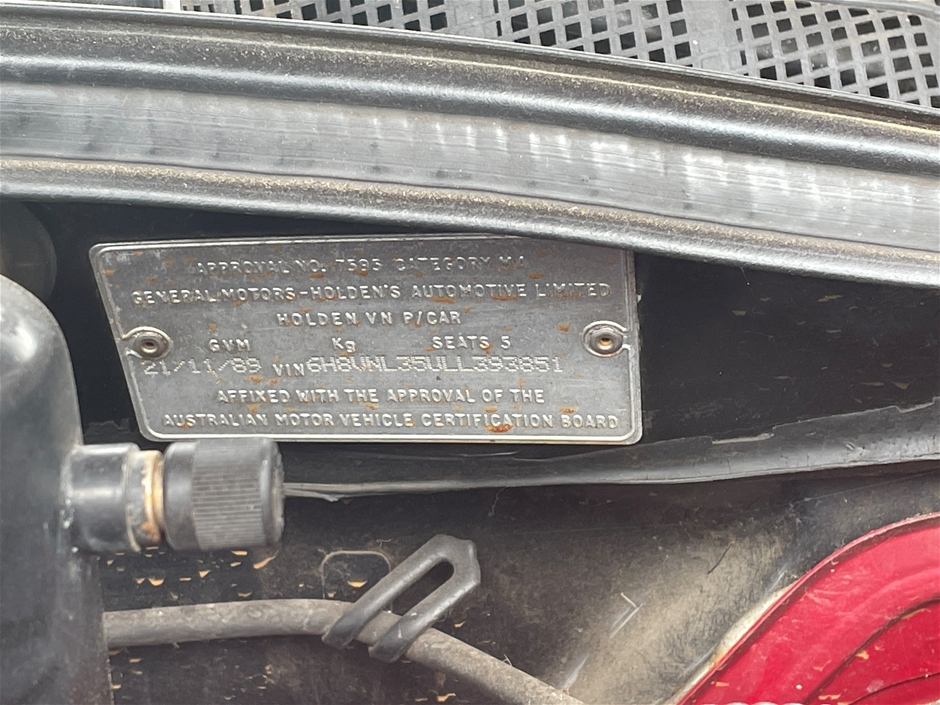 APPROVAL NO. 7595 CATEGORY MA
GENERAL MOTORS-HOLDEN'S AUTOMOTIVE LIMITED
HOLDEN VN P/CAR
GVM Kg SEATS 5
21/11/89 VIN 6H8VNL35ULL393851
AFFIXED WITH THE APPROVAL OF THE
AUSTRALIAN MOTOR VEHICLE CERTIFICATION BOARD